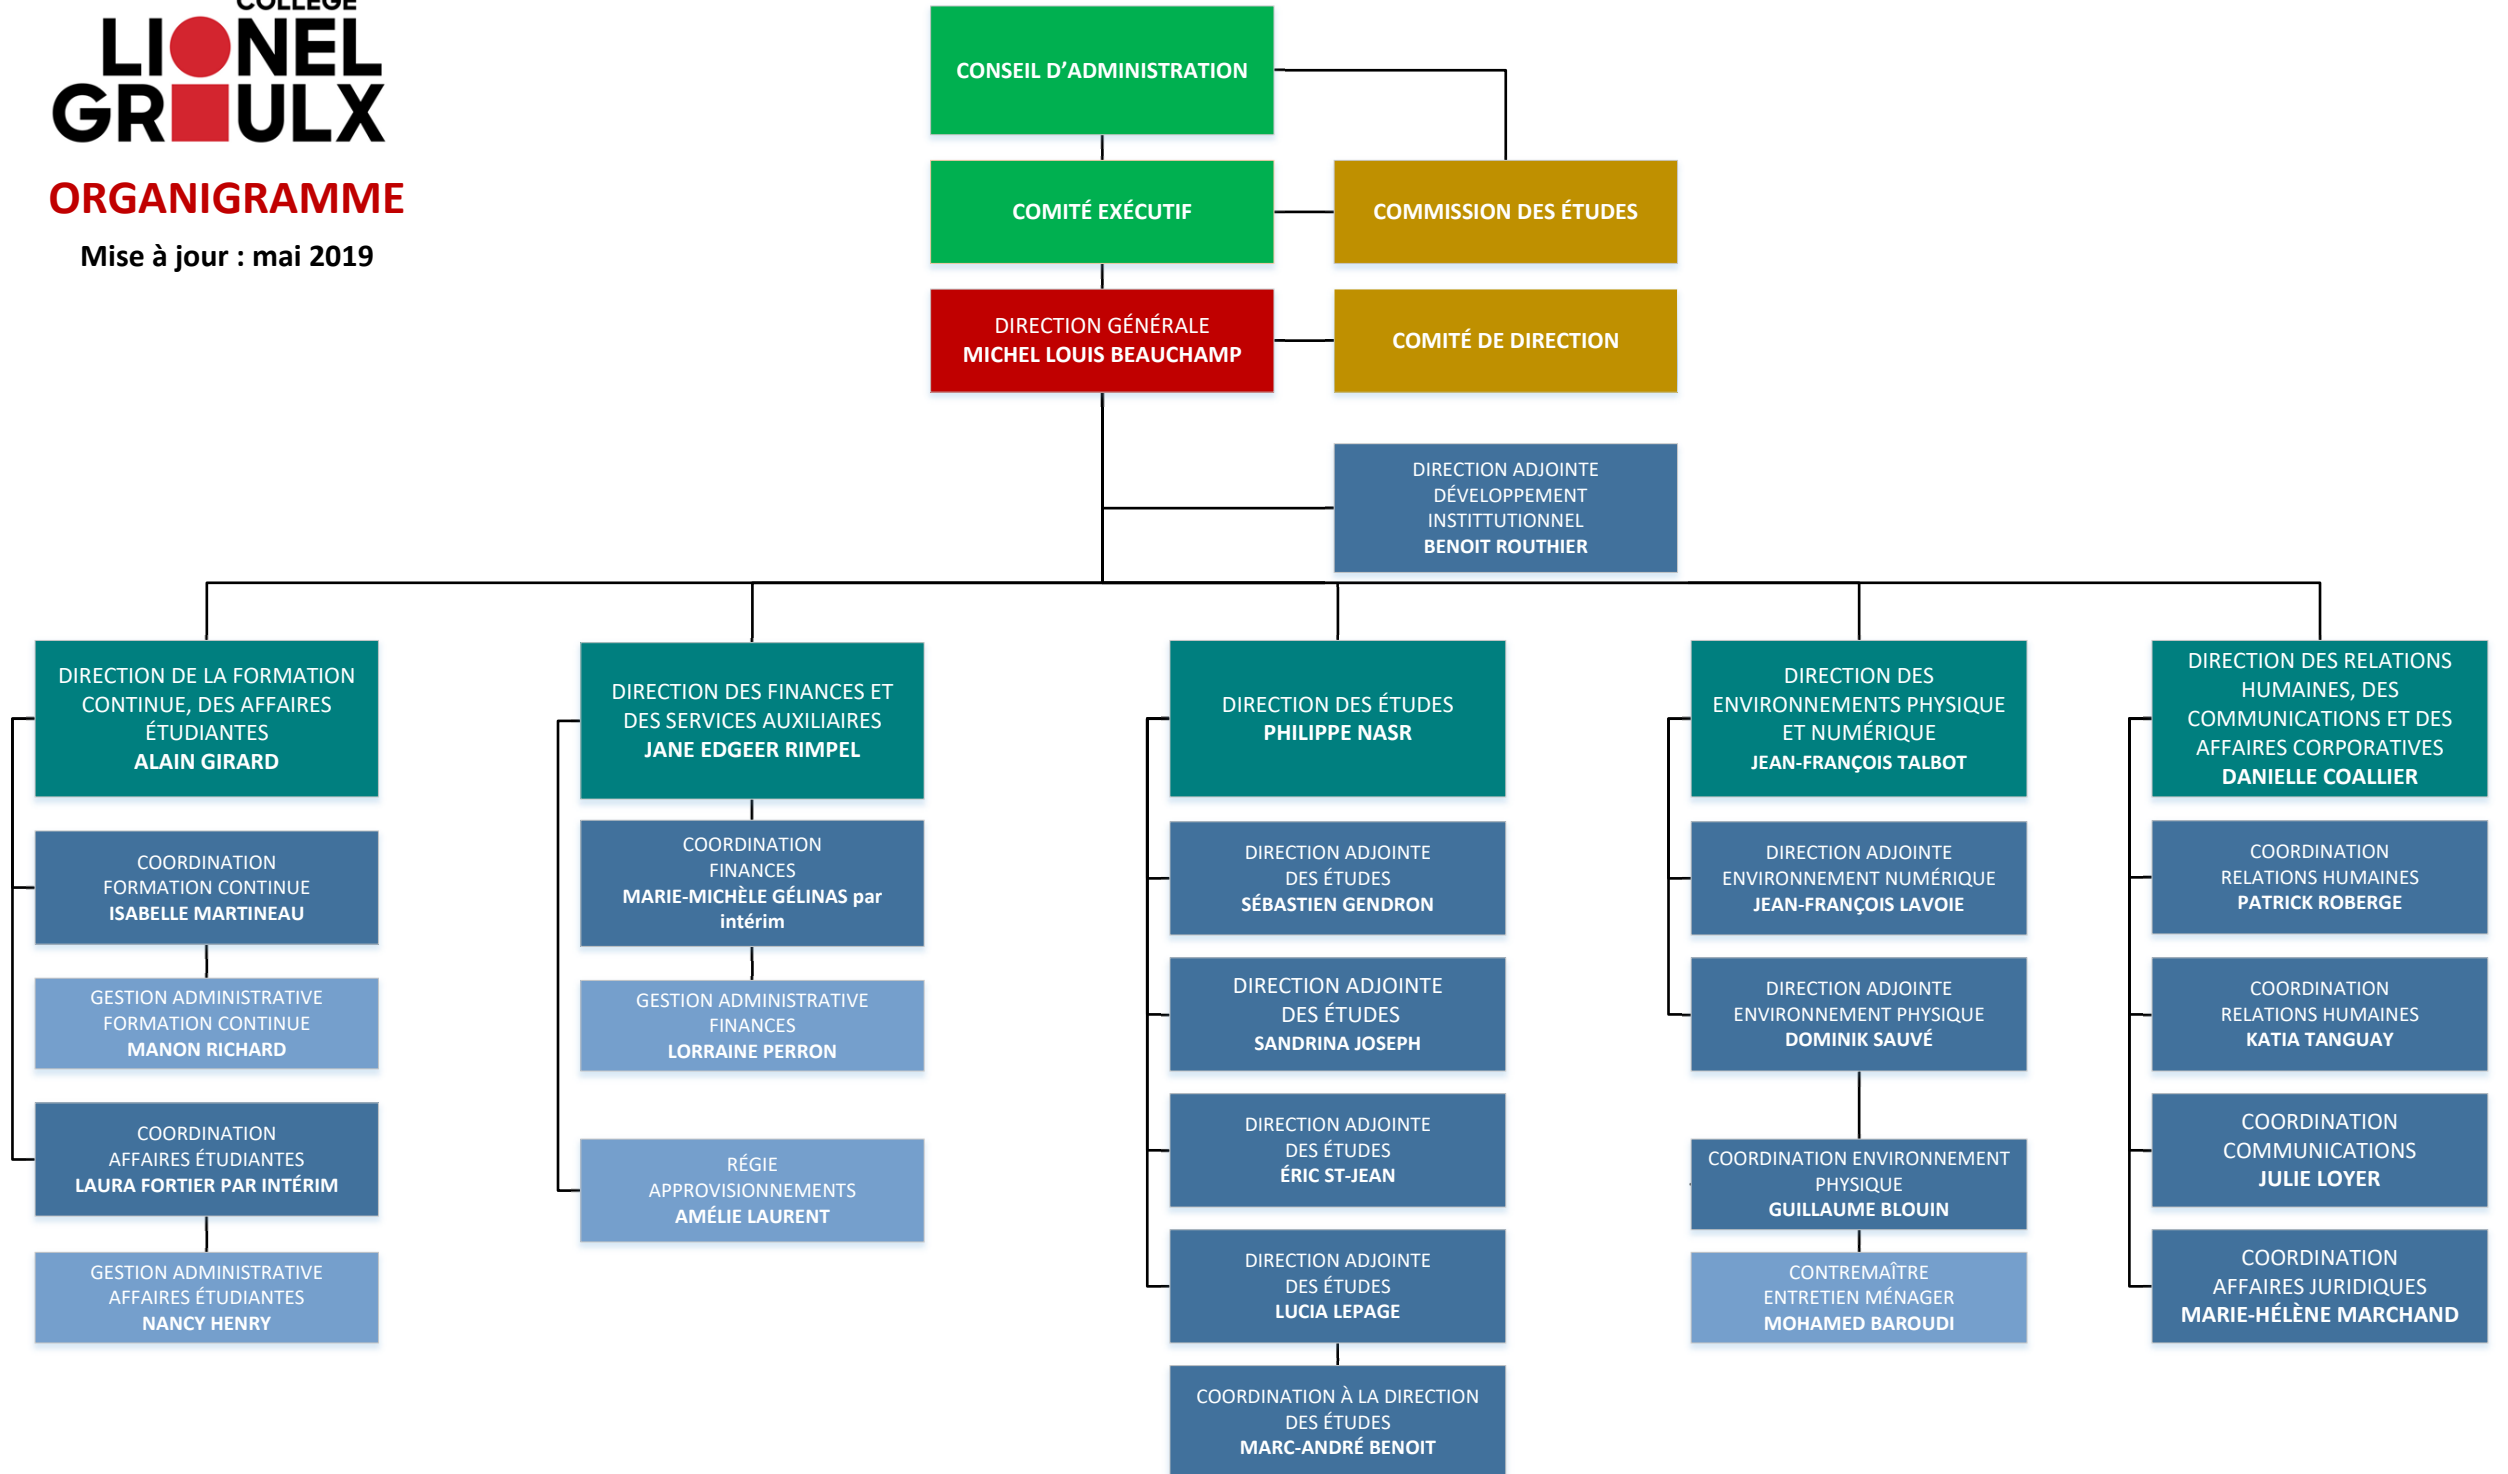 COLLÈGE
LIONEL
GROULX
ORGANIGRAMME
Mise à jour : mai 2019
CONSEIL D’ADMINISTRATION
COMITÉ EXÉCUTIF
COMMISSION DES ÉTUDES
DIRECTION GÉNÉRALE
MICHEL LOUIS BEAUCHAMP
COMITÉ DE DIRECTION
DIRECTION ADJOINTE
DÉVELOPPEMENT
INSTITTUTIONNEL
BENOIT ROUTHIER
DIRECTION DE LA FORMATION
CONTINUE, DES AFFAIRES
ÉTUDIANTES
ALAIN GIRARD
COORDINATION
FORMATION CONTINUE
ISABELLE MARTINEAU
GESTION ADMINISTRATIVE
FORMATION CONTINUE
MANON RICHARD
COORDINATION
AFFAIRES ÉTUDIANTES
LAURA FORTIER PAR INTÉRIM
GESTION ADMINISTRATIVE
AFFAIRES ÉTUDIANTES
NANCY HENRY
DIRECTION DES FINANCES ET
DES SERVICES AUXILIAIRES
JANE EDGEER RIMPEL
COORDINATION
FINANCES
MARIE-MICHÈLE GÉLINAS par
intérim
GESTION ADMINISTRATIVE
FINANCES
LORRAINE PERRON
RÉGIE
APPROVISIONNEMENTS
AMÉLIE LAURENT
DIRECTION DES ÉTUDES
PHILIPPE NASR
DIRECTION ADJOINTE
DES ÉTUDES
SÉBASTIEN GENDRON
DIRECTION ADJOINTE
DES ÉTUDES
SANDRINA JOSEPH
DIRECTION ADJOINTE
DES ÉTUDES
ÉRIC ST-JEAN
DIRECTION ADJOINTE
DES ÉTUDES
LUCIA LEPAGE
COORDINATION À LA DIRECTION
DES ÉTUDES
MARC-ANDRÉ BENOIT
DIRECTION DES
ENVIRONNEMENTS PHYSIQUE
ET NUMÉRIQUE
JEAN-FRANÇOIS TALBOT
DIRECTION ADJOINTE
ENVIRONNEMENT NUMÉRIQUE
JEAN-FRANÇOIS LAVOIE
DIRECTION ADJOINTE
ENVIRONNEMENT PHYSIQUE
DOMINIK SAUVÉ
COORDINATION ENVIRONNEMENT
PHYSIQUE
GUILLAUME BLOUIN
CONTREMAÎTRE
ENTRETIEN MÉNAGER
MOHAMED BAROUDI
DIRECTION DES RELATIONS
HUMAINES, DES
COMMUNICATIONS ET DES
AFFAIRES CORPORATIVES
DANIELLE COALLIER
COORDINATION
RELATIONS HUMAINES
PATRICK ROBERGE
COORDINATION
RELATIONS HUMAINES
KATIA TANGUAY
COORDINATION
COMMUNICATIONS
JULIE LOYER
COORDINATION
AFFAIRES JURIDIQUES
MARIE-HÉLÈNE MARCHAND